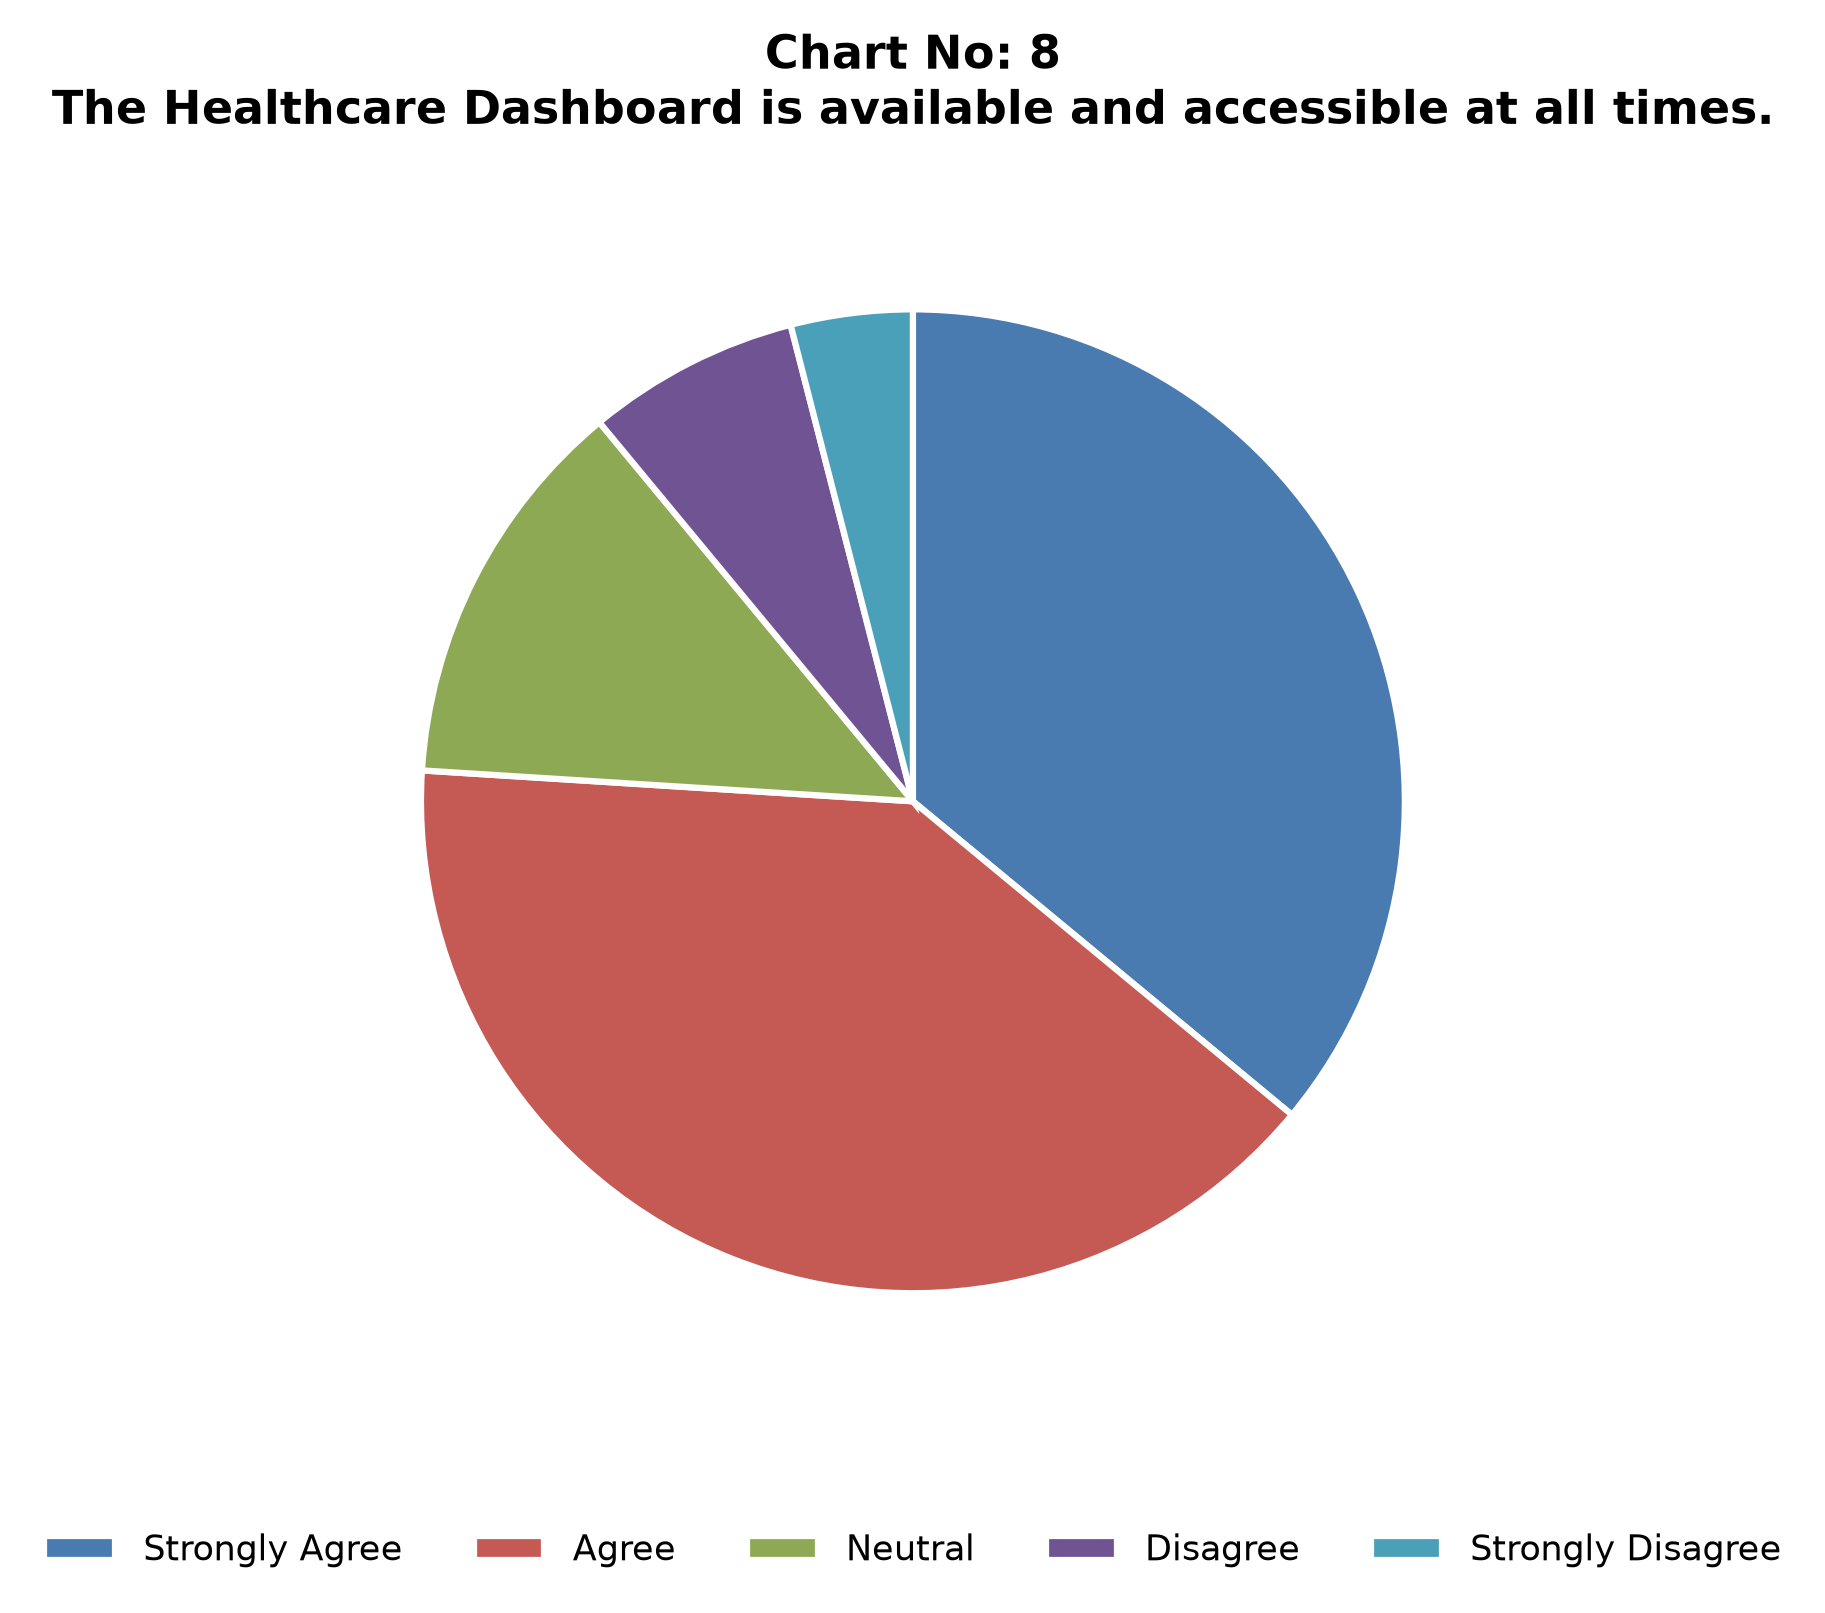 Chart No: 8
The Healthcare Dashboard is available and accessible at all times.
Strongly Agree
Agree
Neutral
Disagree
Strongly Disagree